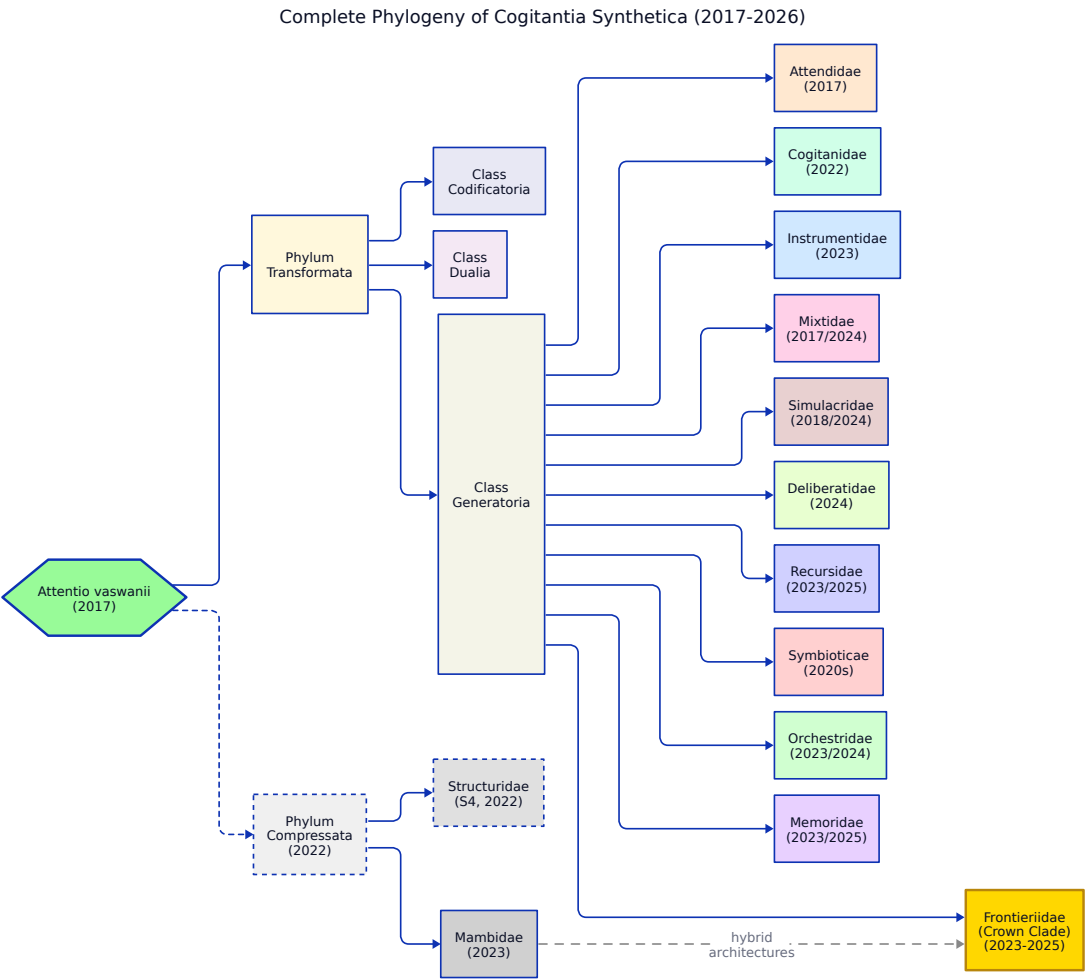 Complete Phylogeny of Cogitantia Synthetica (2017-2026)
Attendidae
(2017)
Cogitanidae
(2022)
Class
Codificatoria
Instrumentidae
(2023)
Phylum
Transformata
Class
Dualia
Mixtidae
(2017/2024)
Simulacridae
(2018/2024)
Class
Generatoria
Deliberatidae
(2024)
Attentio vaswanii
(2017)
Recursidae
(2023/2025)
Symbioticae
(2020s)
Orchestridae
(2023/2024)
Structuridae
(S4, 2022)
Phylum
Compressata
(2022)
Memoridae
(2023/2025)
Mambidae
(2023)
hybrid
architectures
Frontieriidae
(Crown Clade)
(2023-2025)